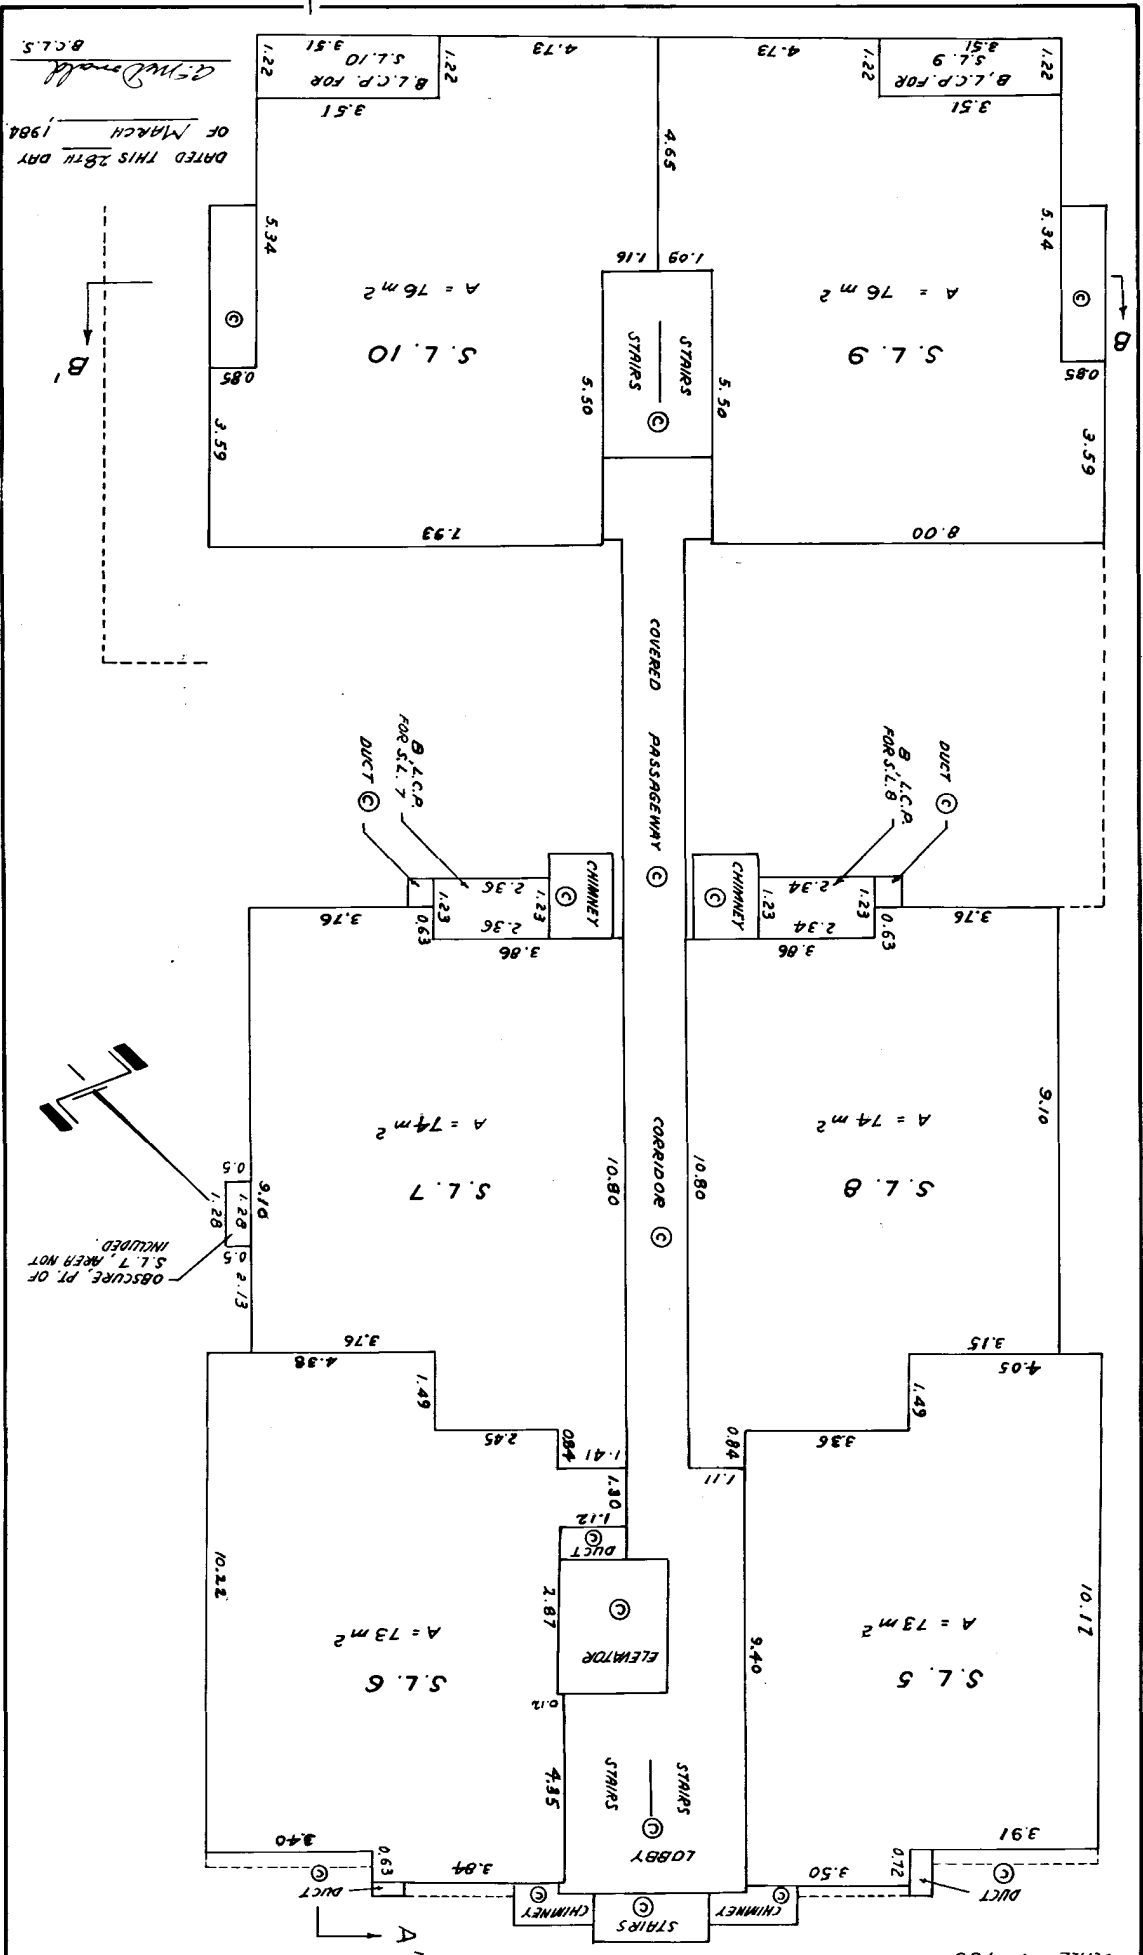 A'
DUCT
Ⓒ
CHIMNEY Ⓒ
STAIRS
Ⓒ
CHIMNEY
Ⓒ
DUCT
Ⓒ
3.91
0.72
3.50
LOBBY
Ⓒ
STAIRS
STAIRS
3.84
0.63
3.40
S. L. 5
A = 73 m²
10.17
9.40
4.35
0.12
ELEVATOR
Ⓒ
2.87
DUCT
Ⓒ
1.12
1.30
S. L. 6
A = 73 m²
10.22
1.11
0.84
3.36
1.49
4.05
3.15
1.41
0.84
2.45
1.49
4.38
3.76
S. L. 8
A = 74 m²
9.10
10.80
CORRIDOR Ⓒ
10.80
S. L. 7
A = 74 m²
9.10
2.13
0.5
1.28
1.28
0.5
OBSCURE, PT. OF
S.L. 7, AREA NOT
INCLUDED.
3.76
0.63
3.86
2.34
1.23
1.23
2.34
CHIMNEY
Ⓒ
CHIMNEY
Ⓒ
3.86
2.36
1.23
1.23
2.36
0.63
3.76
DUCT Ⓒ
B, L.C.P.
FOR S.L. 8
COVERED PASSAGEWAY Ⓒ
B, L.C.P.
FOR S.L. 7
DUCT Ⓒ
8.00
7.93
3.59
5.50
STAIRS
STAIRS
Ⓒ
5.50
3.59
S. L. 9
A = 76 m²
S. L. 10
A = 76 m²
B
0.85
Ⓒ
5.34
1.09
1.16
0.85
Ⓒ
5.34
B'
4.65
3.51
B, L.C.P. FOR
S.L. 9
3.51
1.22
1.22
4.73
4.73
3.51
B, L.C.P. FOR
S.L. 10
3.51
1.22
1.22
DATED THIS 28TH DAY
OF MARCH, 1984.
B.C.L.S.